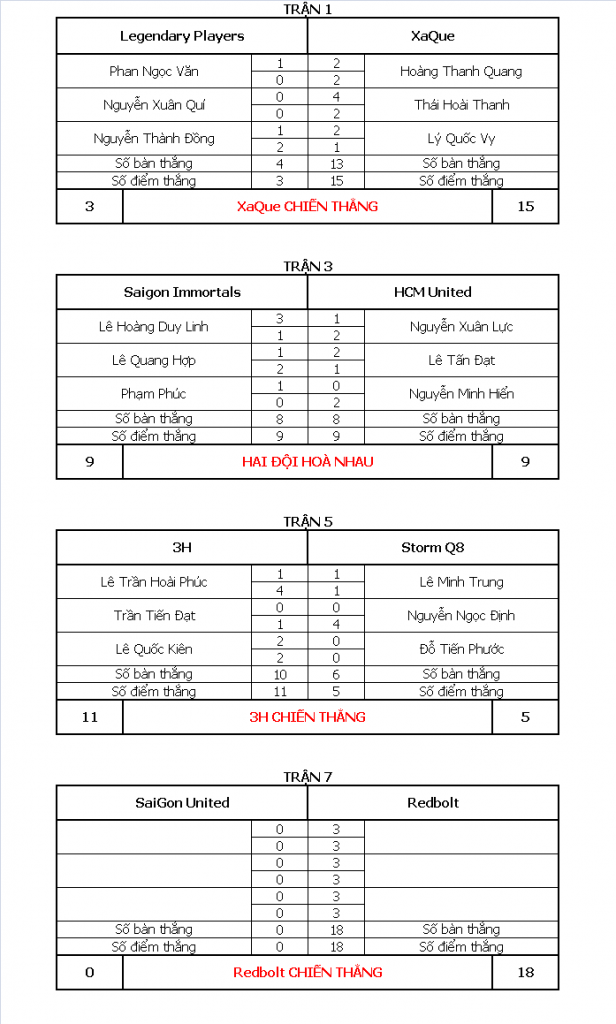 TRẬN 1
Legendary Players XaQue
Phan Ngọc Văn 1 2 Hoàng Thanh Quang
0 2
Nguyễn Xuân Quí 0 4 Thái Hoài Thanh
0 2
Nguyễn Thành Đồng 1 2 Lý Quốc Vy
2 1
Số bàn thắng 4 13 Số bàn thắng
Số điểm thắng 3 15 Số điểm thắng
3 XaQue CHIẾN THẮNG 15
TRẬN 3
Saigon Immortals HCM United
Lê Hoàng Duy Linh 3 1 Nguyễn Xuân Lực
1 2
Lê Quang Hợp 1 2 Lê Tấn Đạt
2 1
Phạm Phúc 1 0 Nguyễn Minh Hiển
0 2
Số bàn thắng 8 8 Số bàn thắng
Số điểm thắng 9 9 Số điểm thắng
9 HAI ĐỘI HOÀ NHAU 9
TRẬN 5
3H Storm Q8
Lê Trần Hoài Phúc 1 1 Lê Minh Trung
4 1
Trần Tiến Đạt 0 0 Nguyễn Ngọc Định
1 4
Lê Quốc Kiên 2 0 Đỗ Tiến Phước
2 0
Số bàn thắng 10 6 Số bàn thắng
Số điểm thắng 11 5 Số điểm thắng
11 3H CHIẾN THẮNG 5
TRẬN 7
SaiGon United Redbolt
0 3
0 3
0 3
0 3
0 3
0 3
Số bàn thắng 0 18 Số bàn thắng
Số điểm thắng 0 18 Số điểm thắng
0 Redbolt CHIẾN THẮNG 18